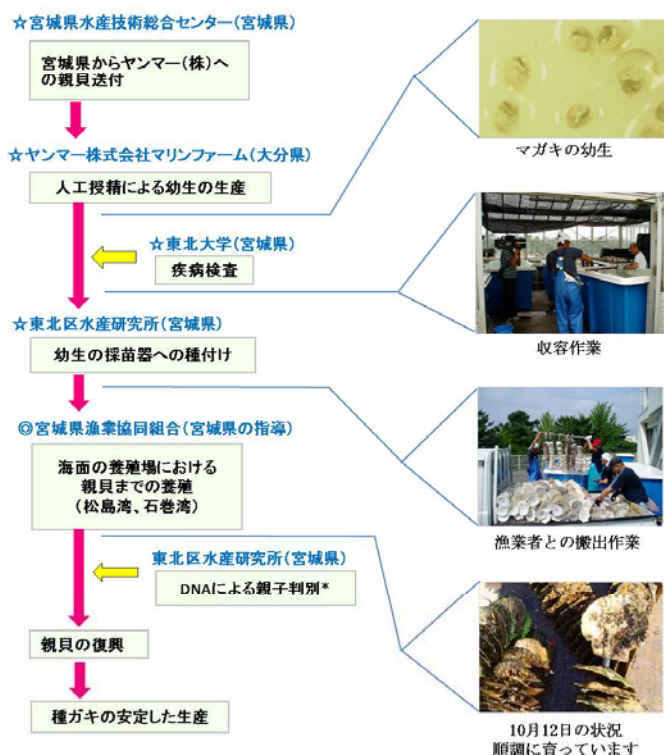 ☆宮城県水産技術総合センター(宮城県)
宮城県からヤンマー(株)へ
の親貝送付
☆ヤンマー株式会社マリンファーム(大分県)
人工授精による幼生の生産
☆東北大学(宮城県)
疾病検査
☆東北区水産研究所(宮城県)
幼生の採苗器への種付け
◎宮城県漁業協同組合(宮城県の指導)
海面の養殖場における
親貝までの養殖
(松島湾、石巻湾)
東北区水産研究所(宮城県)
DNAによる親子判別*
親貝の復興
種ガキの安定した生産
マガキの幼生
収容作業
漁業者との搬出作業
10月12日の状況
順調に育っています